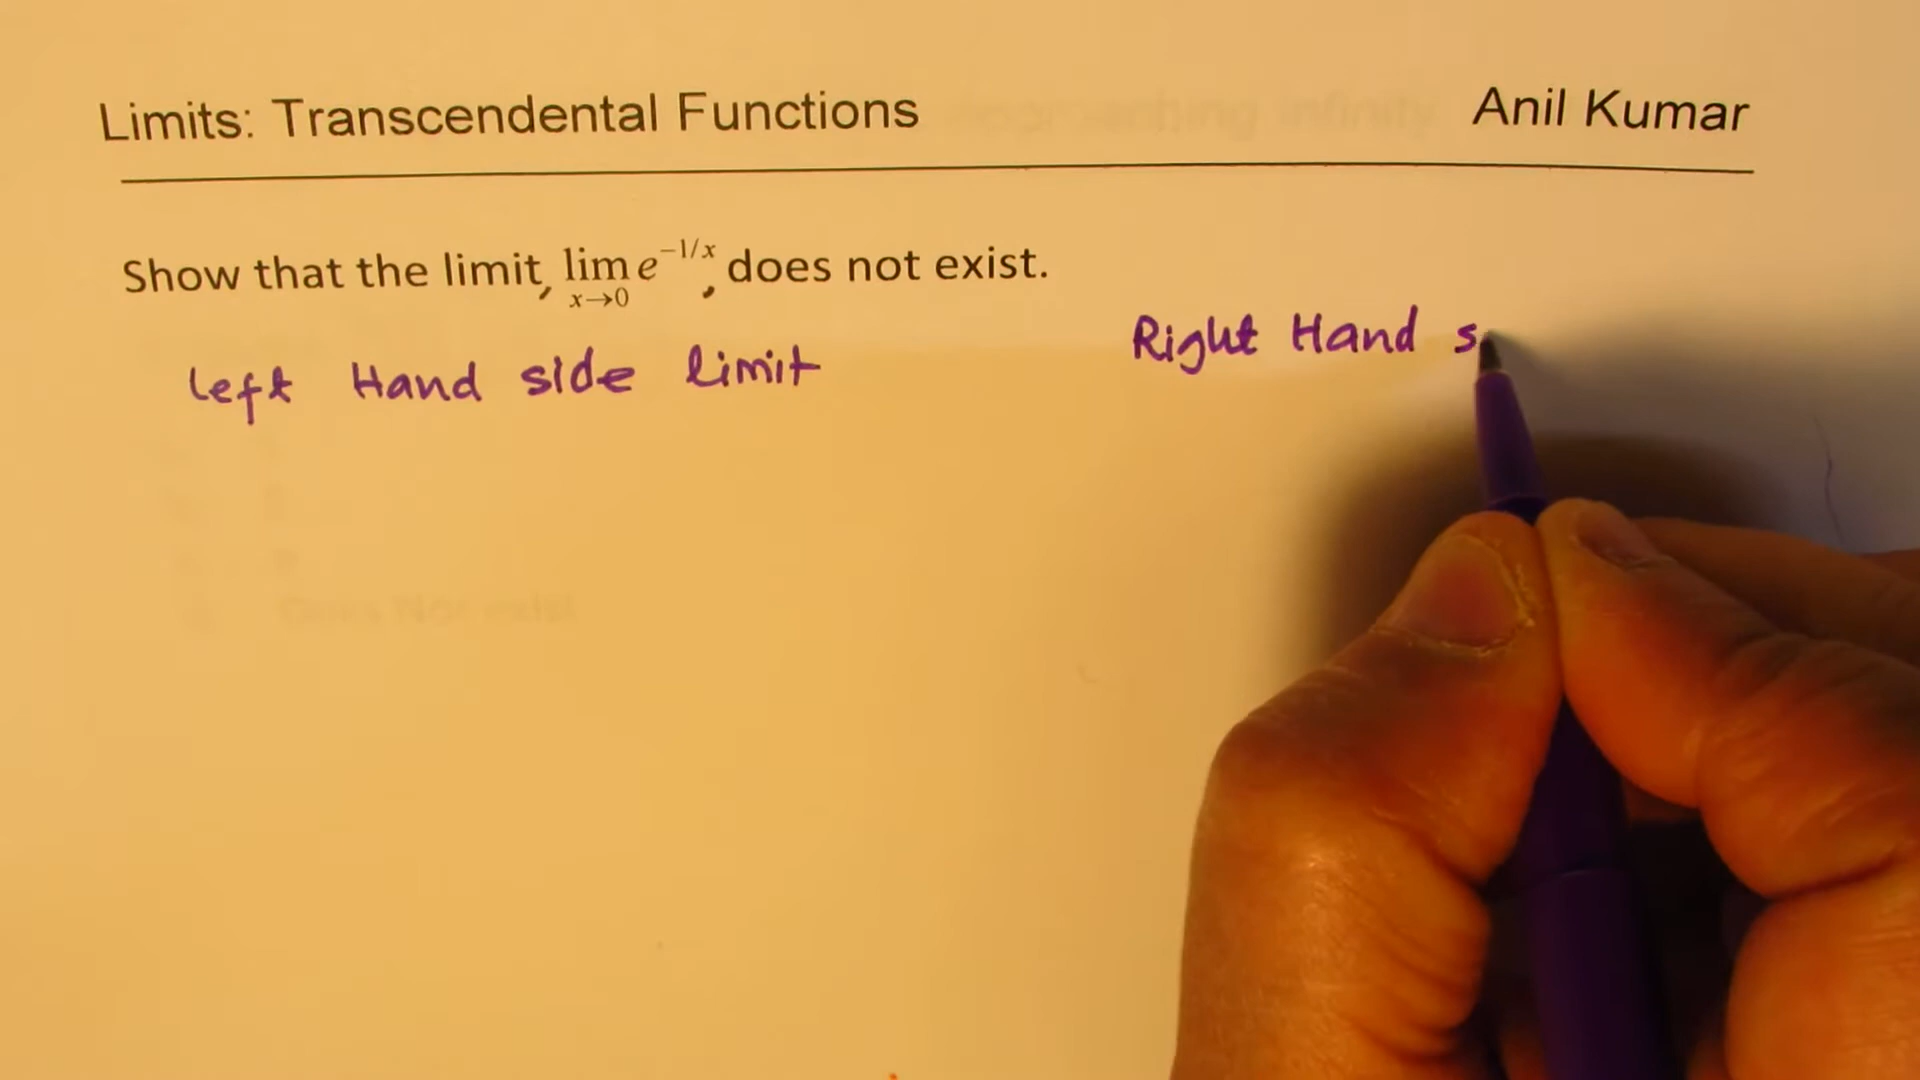 Limits: Transcendental Functions Anil Kumar
Show that the limit, lim e^{-1/x}, does not exist.
x→0
left Hand side limit Right Hand s